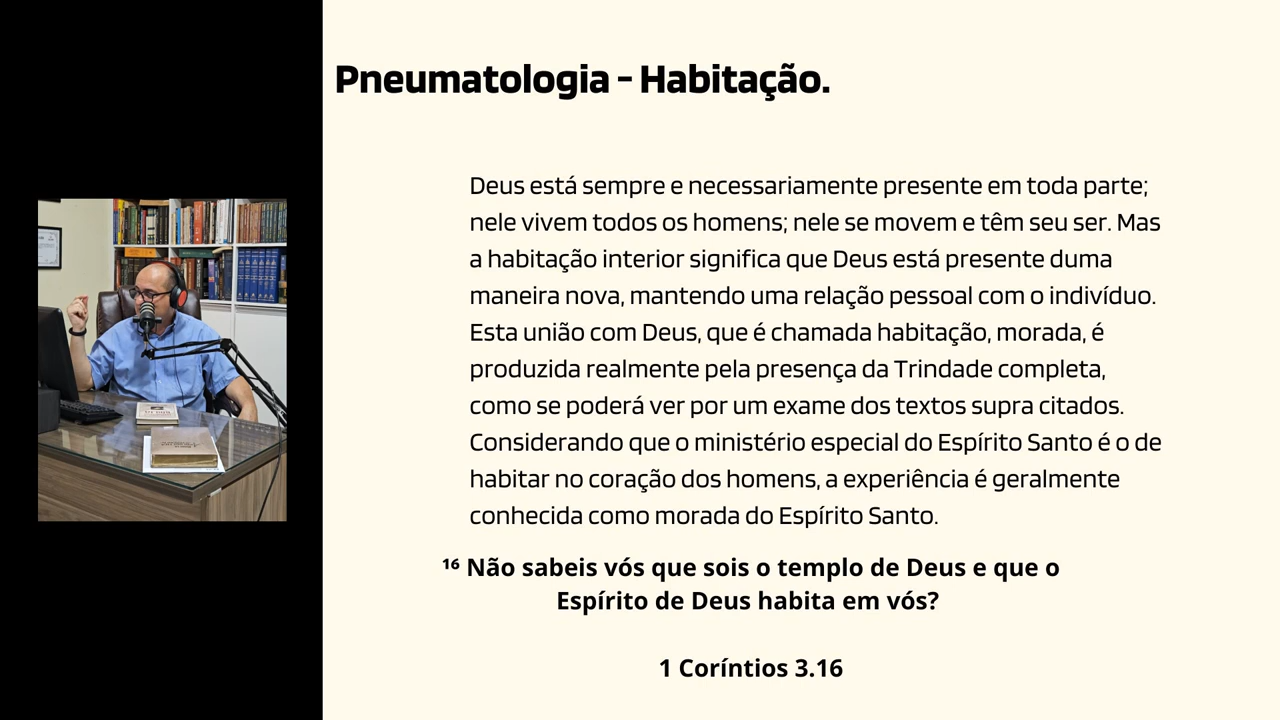 Pneumatologia - Habitação.
Deus está sempre e necessariamente presente em toda parte;
nele vivem todos os homens; nele se movem e têm seu ser. Mas
a habitação interior significa que Deus está presente duma
maneira nova, mantendo uma relação pessoal com o indivíduo.
Esta união com Deus, que é chamada habitação, morada, é
produzida realmente pela presença da Trindade completa,
como se poderá ver por um exame dos textos supra citados.
Considerando que o ministério especial do Espírito Santo é o de
habitar no coração dos homens, a experiência é geralmente
conhecida como morada do Espírito Santo.
¹⁶ Não sabeis vós que sois o templo de Deus e que o
Espírito de Deus habita em vós?
1 Coríntios 3.16